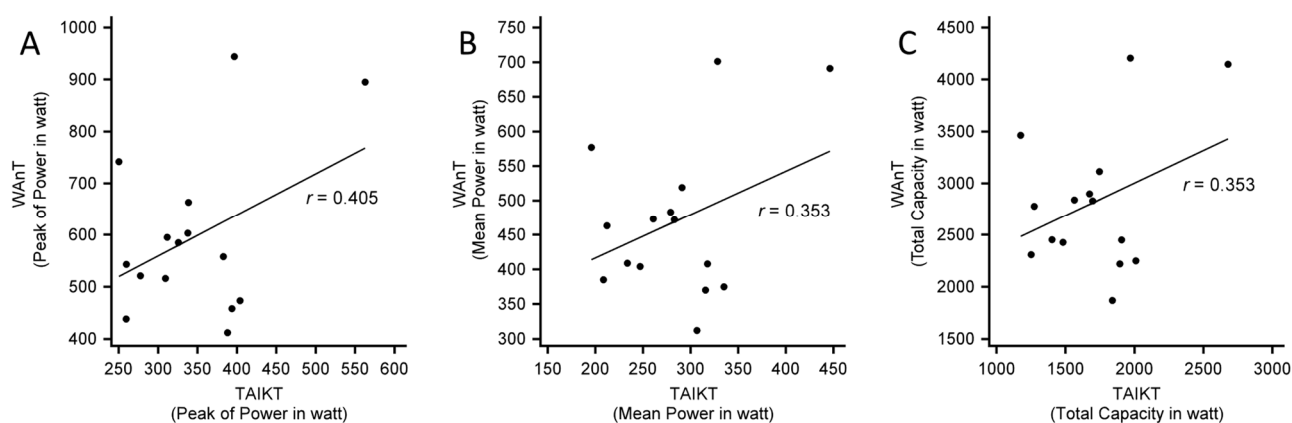 A
1000
900
800
700
600
500
400
WAnT
(Peak of Power in watt)
r = 0.405
250 300 350 400 450 500 550 600
TAIKT
(Peak of Power in watt)
B
750
700
650
600
550
500
450
400
350
300
WAnT
(Mean Power in watt)
r = 0.353
150 200 250 300 350 400 450
TAIKT
(Mean Power in watt)
C
4500
4000
3500
3000
2500
2000
1500
WAnT
(Total Capacity in watt)
r = 0.353
1000 1500 2000 2500 3000
TAIKT
(Total Capacity in watt)